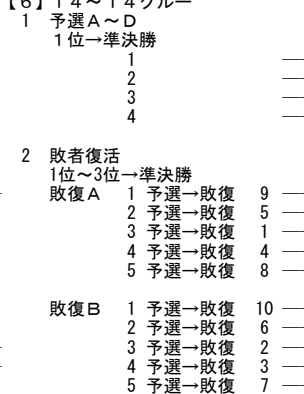 【6】14～14クルー
1 予選A～D
1位→準決勝
1
2
3
4
2 敗者復活
1位～3位→準決勝
敗復A 1 予選→敗復 9
2 予選→敗復 5
3 予選→敗復 1
4 予選→敗復 4
5 予選→敗復 8
敗復B 1 予選→敗復 10
2 予選→敗復 6
3 予選→敗復 2
4 予選→敗復 3
5 予選→敗復 7